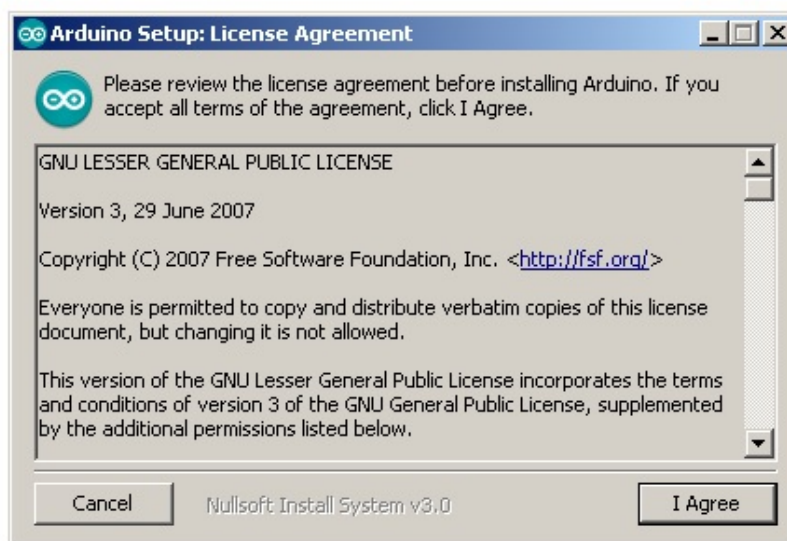 Arduino Setup: License Agreement
Please review the license agreement before installing Arduino. If you
accept all terms of the agreement, click I Agree.
GNU LESSER GENERAL PUBLIC LICENSE
Version 3, 29 June 2007
Copyright (C) 2007 Free Software Foundation, Inc. <http://fsf.org/>
Everyone is permitted to copy and distribute verbatim copies of this license
document, but changing it is not allowed.
This version of the GNU Lesser General Public License incorporates the terms
and conditions of version 3 of the GNU General Public License, supplemented
by the additional permissions listed below.
Cancel
Nullsoft Install System v3.0
I Agree